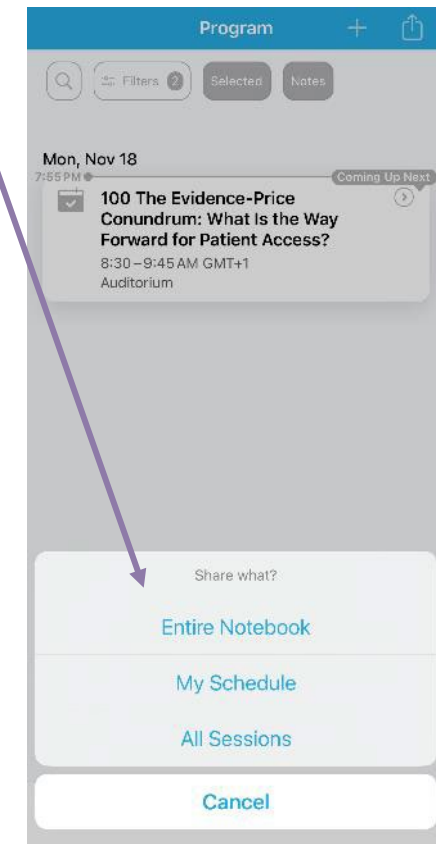 Program
Filters 2
Selected
Notes
Mon, Nov 18
7:55 PM
Coming Up Next
100 The Evidence-Price
Conundrum: What Is the Way
Forward for Patient Access?
8:30 – 9:45 AM GMT+1
Auditorium
Share what?
Entire Notebook
My Schedule
All Sessions
Cancel